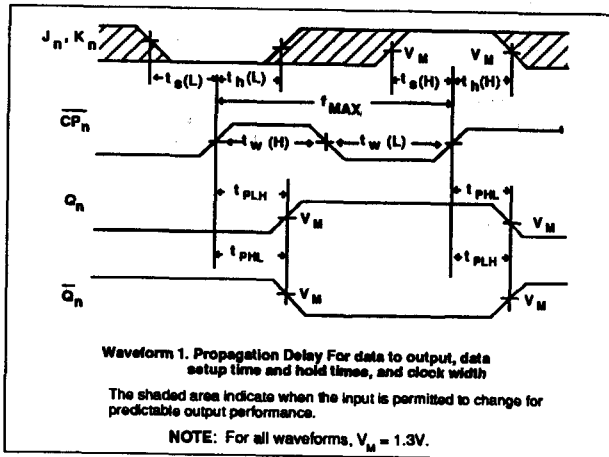 Jn, Kn
VM
VM
ts(L)
th(L)
ts(H)
th(H)
fMAX
CPn
tw (H)
tw (L)
tPLH
tPHL
Qn
VM
VM
tPHL
tPLH
Qn
VM
VM
Waveform 1. Propagation Delay For data to output, data
setup time and hold times, and clock width
The shaded area indicate when the input is permitted to change for
predictable output performance.
NOTE: For all waveforms, VM = 1.3V.